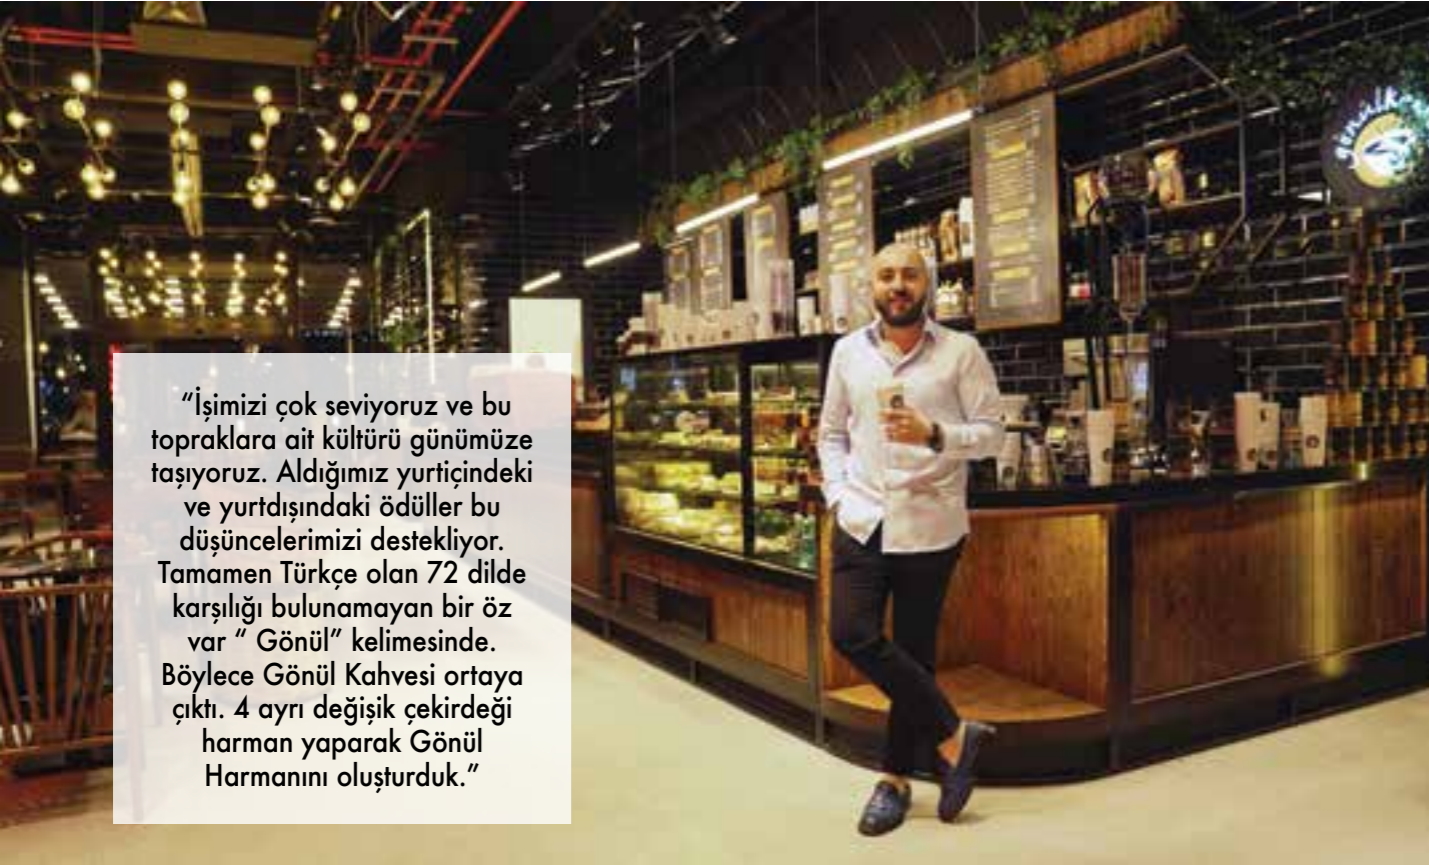 “İşimizi çok seviyoruz ve bu
topraklara ait kültürü günümüze
taşıyoruz. Aldığımız yurtiçindeki
ve yurtdışındaki ödüller bu
düşüncelerimizi destekliyor.
Tamamen Türkçe olan 72 dilde
karşılığı bulunamayan bir öz
var “ Gönül” kelimesinde.
Böylece Gönül Kahvesi ortaya
çıktı. 4 ayrı değişik çekirdeği
harman yaparak Gönül
Harmanını oluşturduk.”